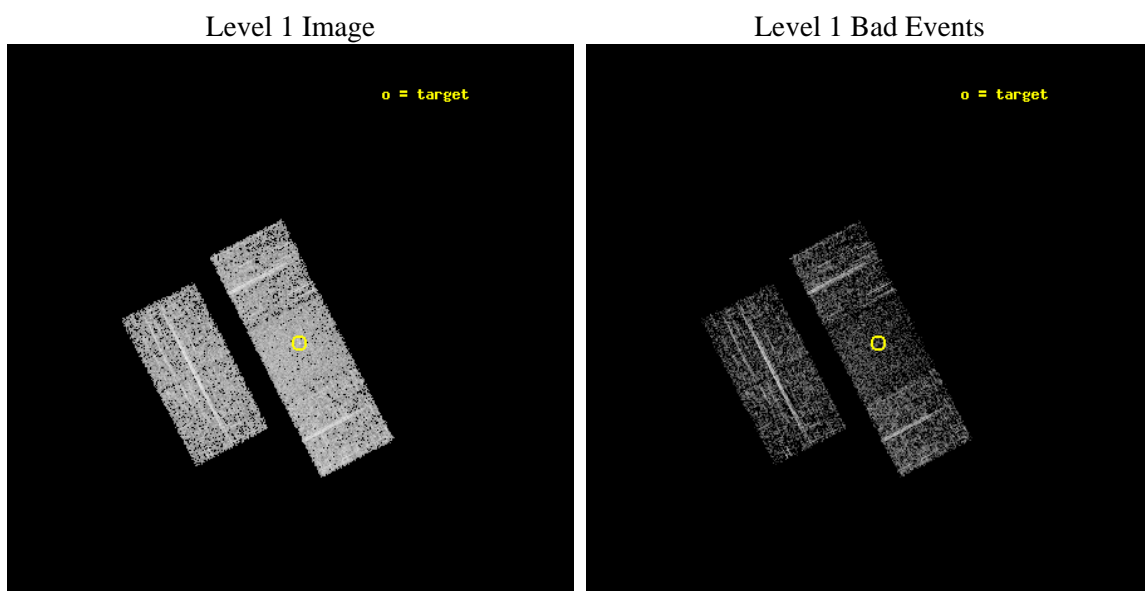 Level 1 Image
Level 1 Bad Events
o = target
o = target